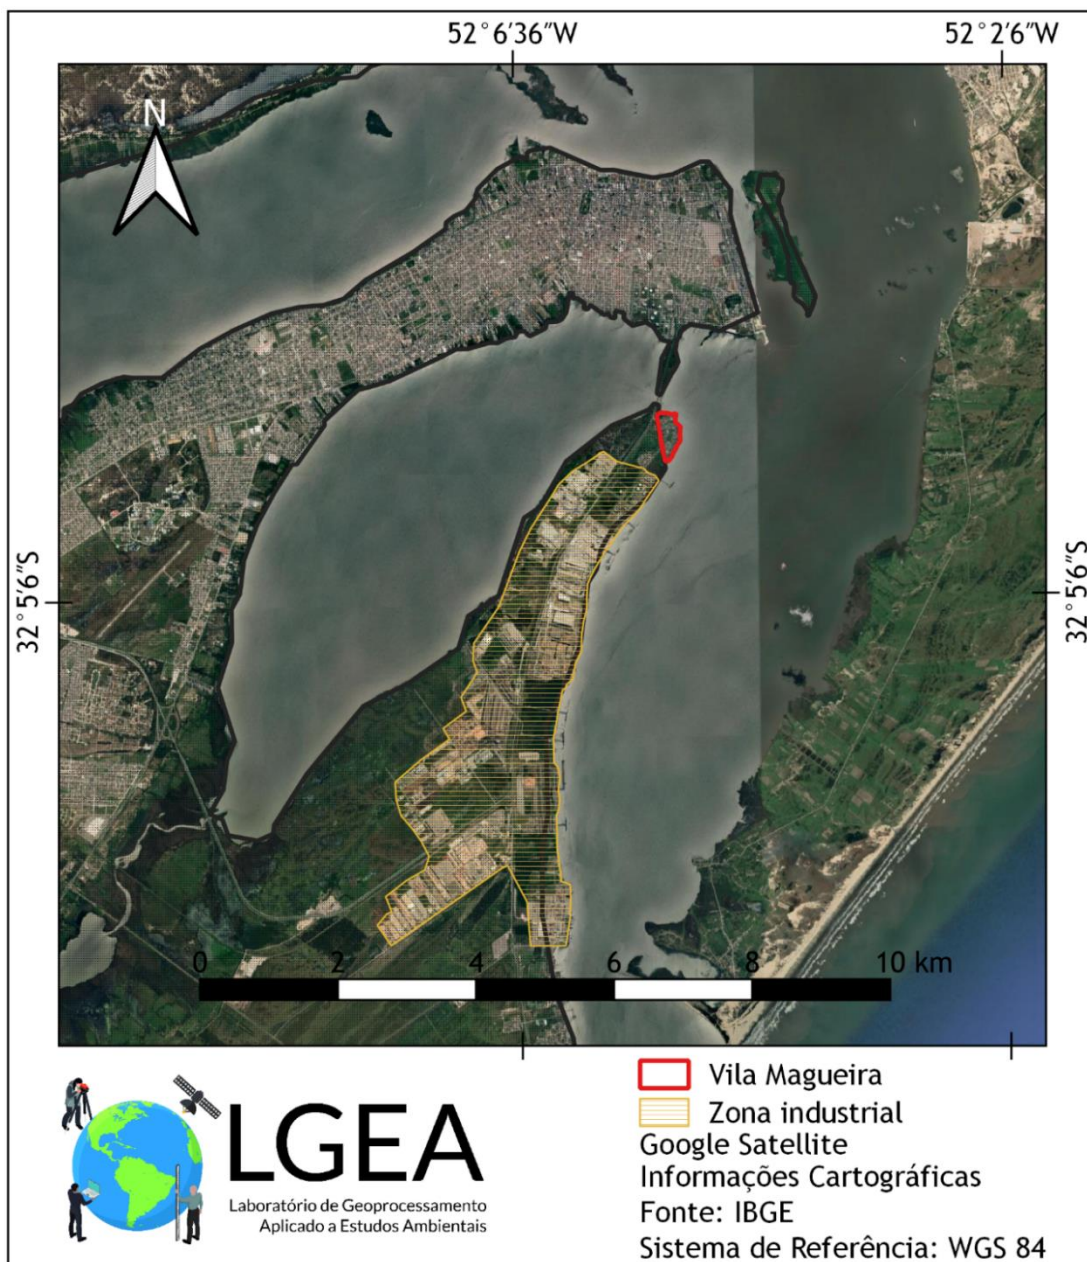 52°6'36"W 52°2'6"W
N
32°5'6"S 32°5'6"S
0 2 4 6 8 10 km
Vila Magueira
Zona industrial
Google Satellite
Informações Cartográficas
Fonte: IBGE
Sistema de Referência: WGS 84
LGEA
Laboratório de Geoprocessamento
Aplicado a Estudos Ambientais